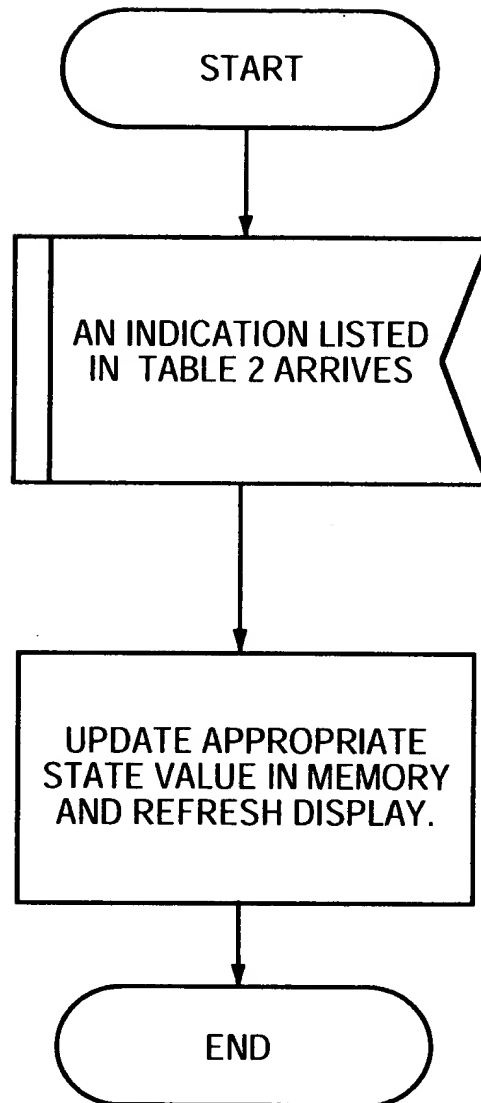 START
AN INDICATION LISTED
IN TABLE 2 ARRIVES
UPDATE APPROPRIATE
STATE VALUE IN MEMORY
AND REFRESH DISPLAY.
END